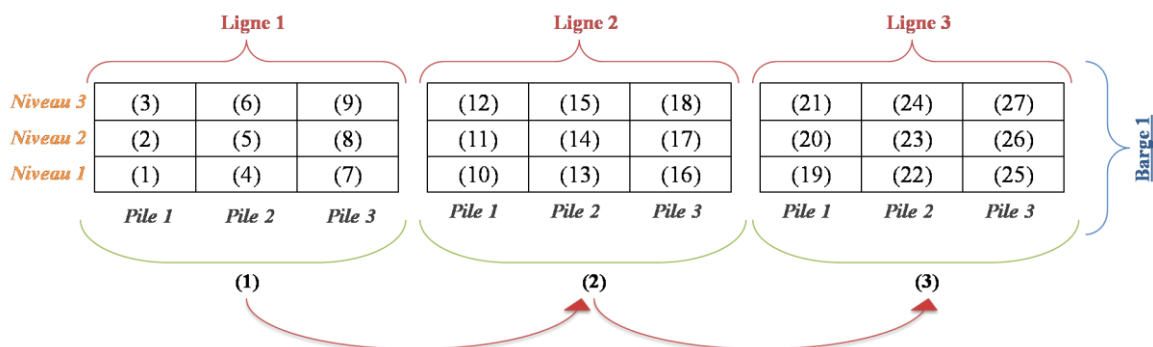 Ligne 1 Ligne 2 Ligne 3
Niveau 3 (3) (6) (9) (12) (15) (18) (21) (24) (27)
Niveau 2 (2) (5) (8) (11) (14) (17) (20) (23) (26)
Niveau 1 (1) (4) (7) (10) (13) (16) (19) (22) (25)
Pile 1 Pile 2 Pile 3 Pile 1 Pile 2 Pile 3 Pile 1 Pile 2 Pile 3
(1) (2) (3)
Barge 1